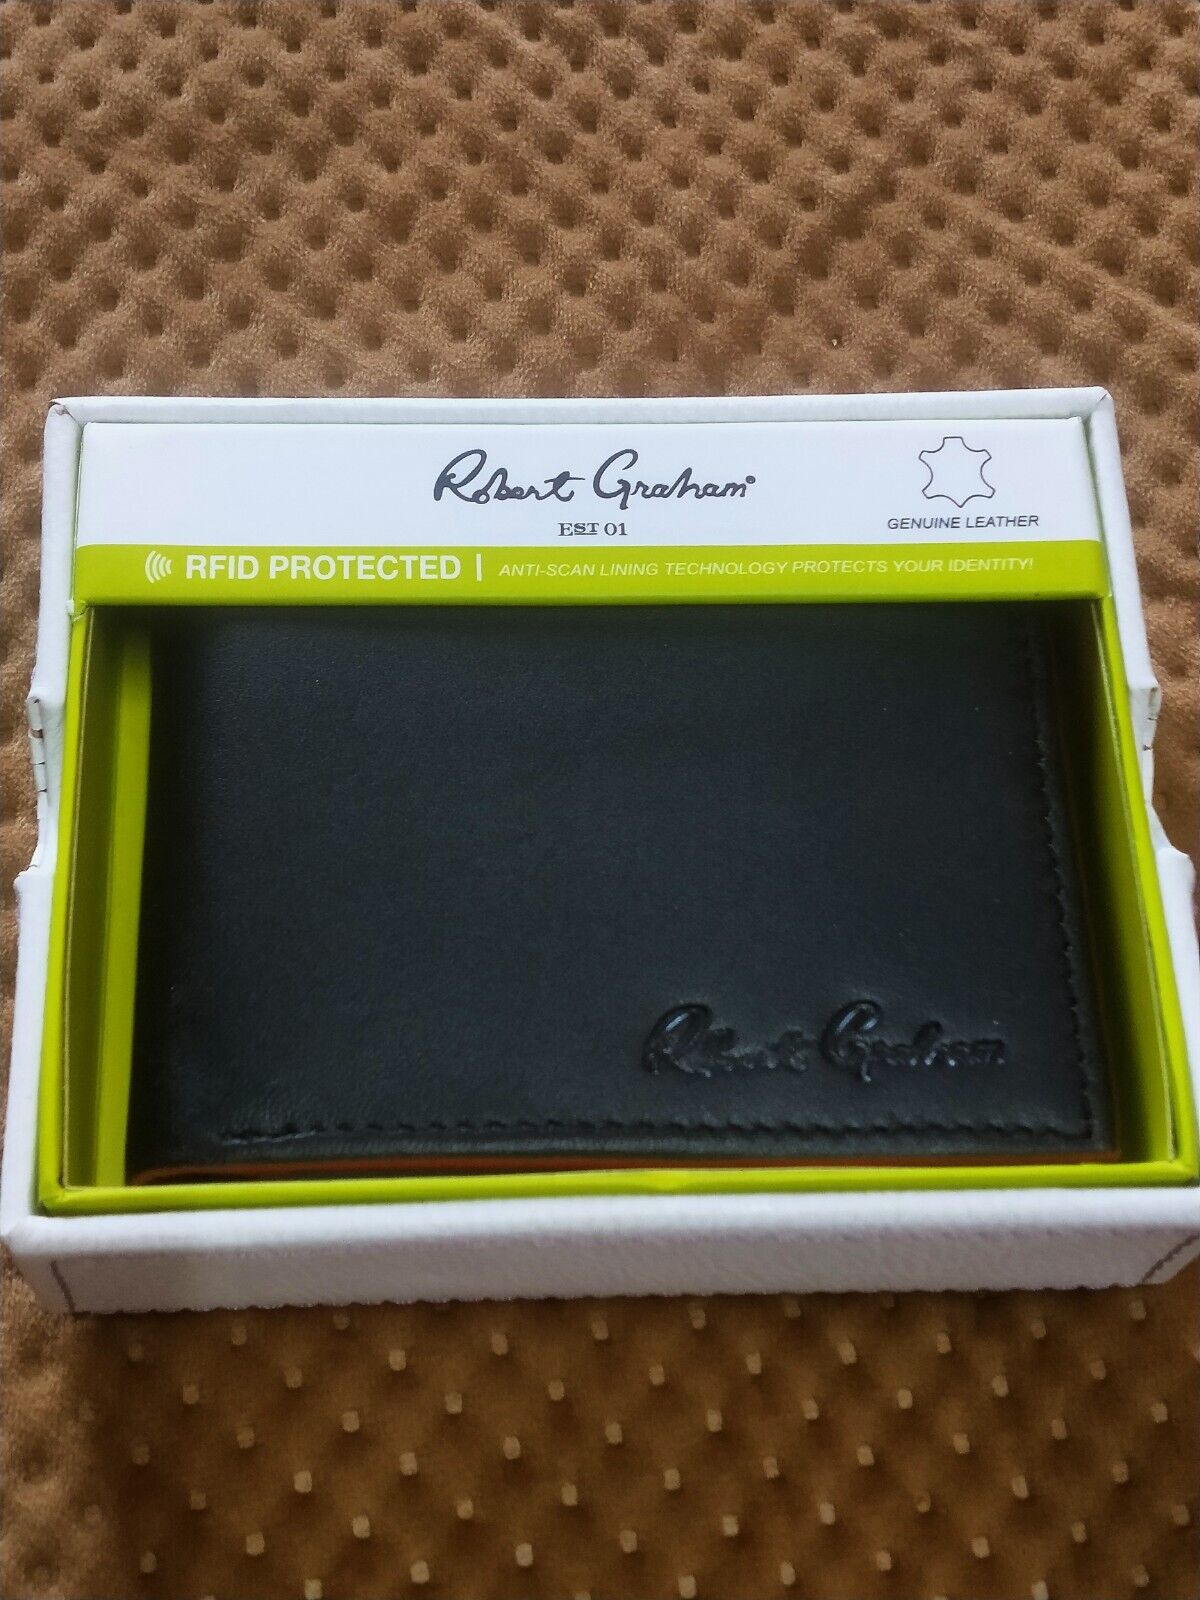 Robert Graham®
EST 01
GENUINE LEATHER
RFID PROTECTED | ANTI-SCAN LINING TECHNOLOGY PROTECTS YOUR IDENTITY!
Robert Graham